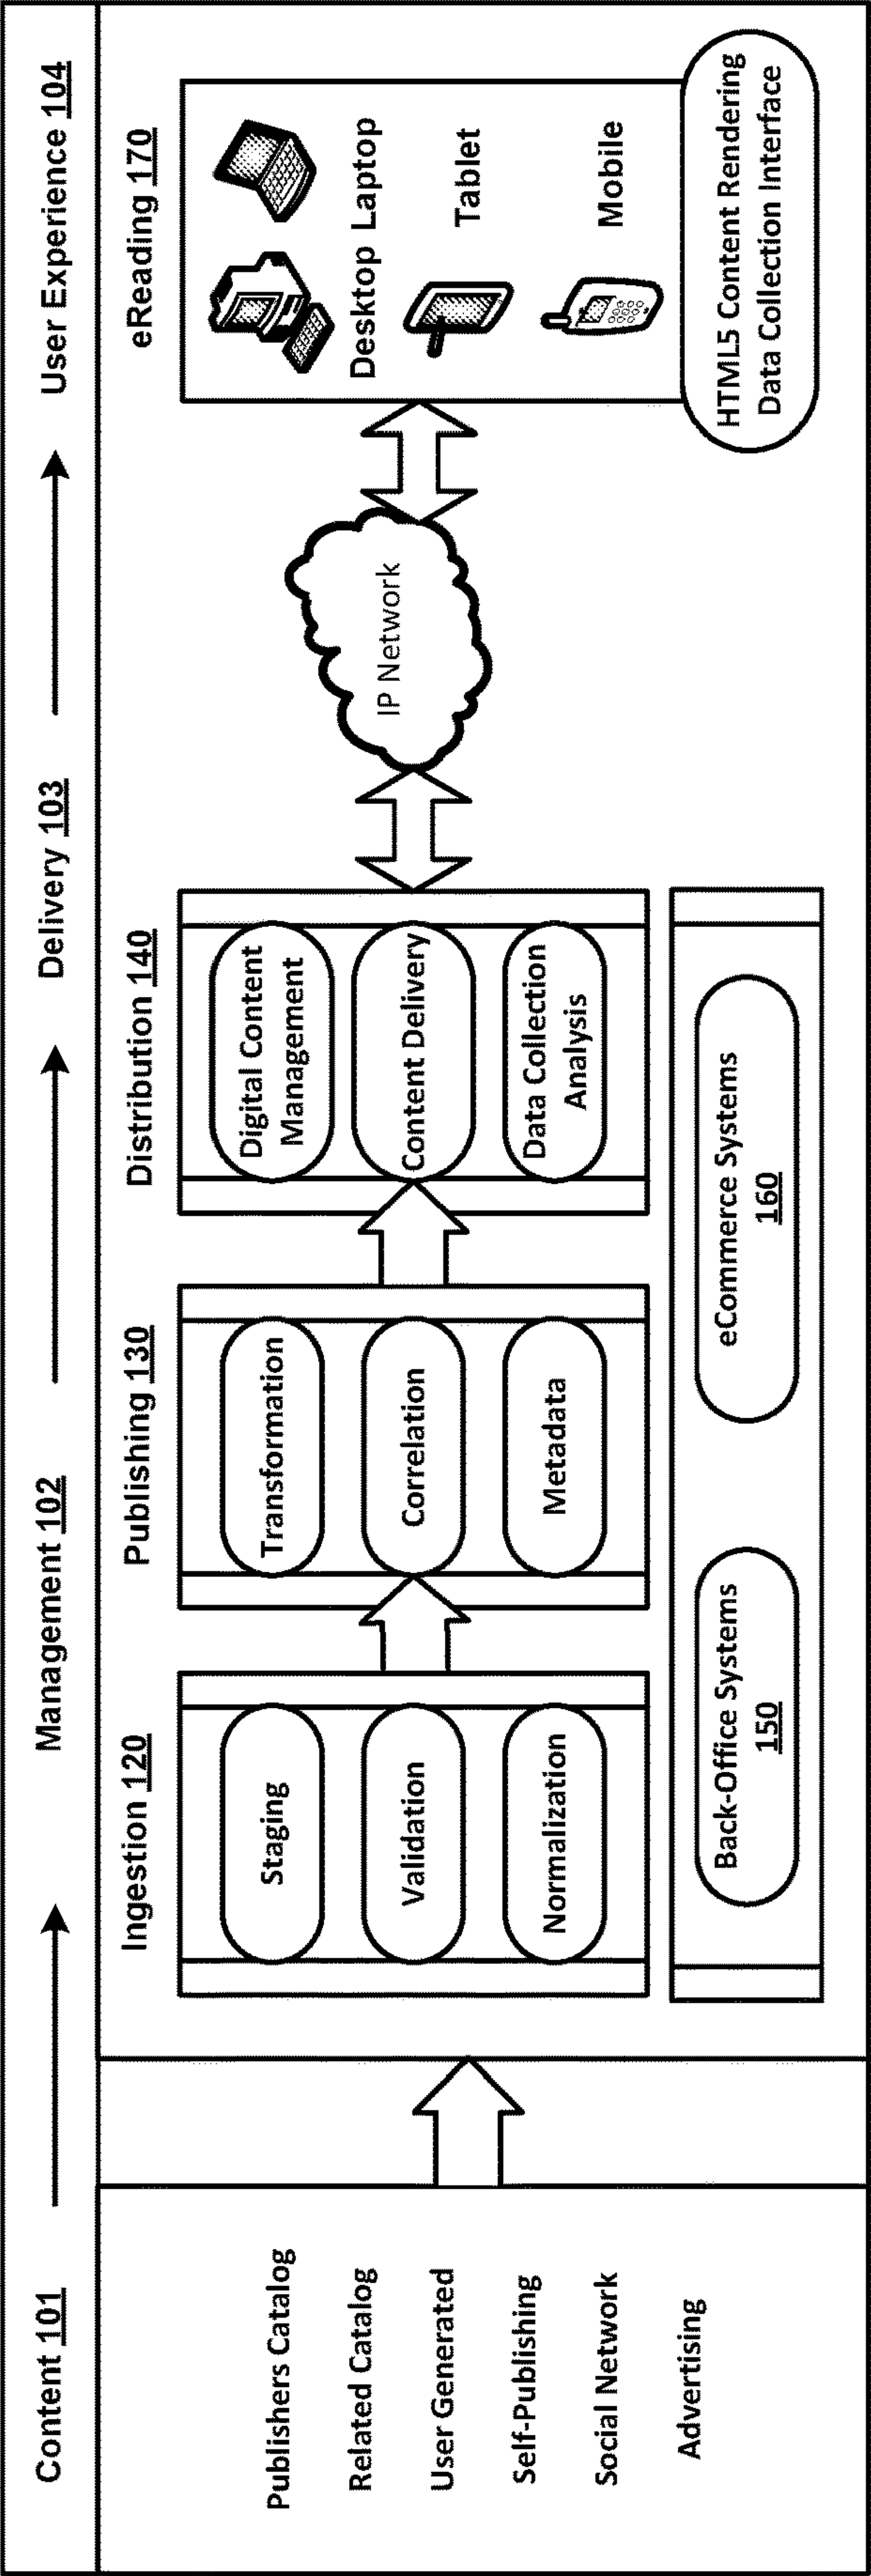 Content 101
Management 102
Delivery 103
User Experience 104
Publishers Catalog
Related Catalog
User Generated
Self-Publishing
Social Network
Advertising
Ingestion 120
Staging
Validation
Normalization
Publishing 130
Transformation
Correlation
Metadata
Distribution 140
Digital Content
Management
Content Delivery
Data Collection
Analysis
Back-Office Systems
150
eCommerce Systems
160
IP Network
eReading 170
Desktop Laptop
Tablet
Mobile
HTML5 Content Rendering
Data Collection Interface